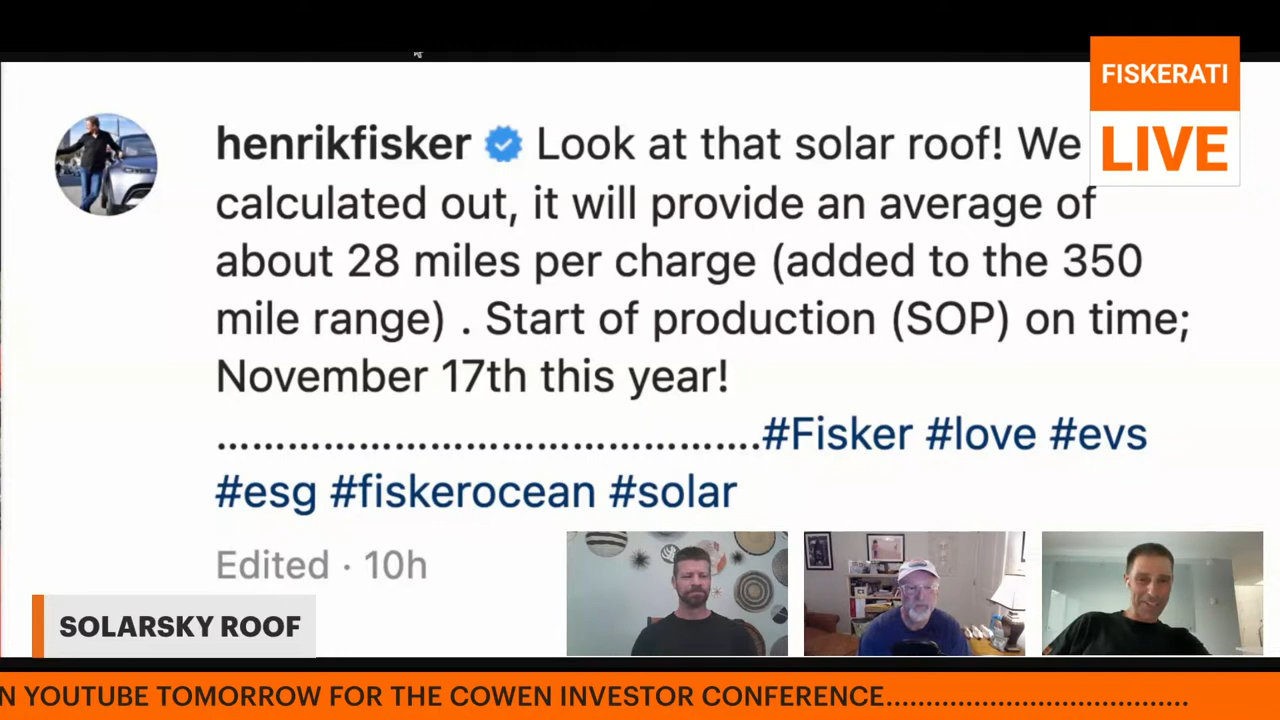 FISKERATI
LIVE
henrikfisker Look at that solar roof! We
calculated out, it will provide an average of
about 28 miles per charge (added to the 350
mile range) . Start of production (SOP) on time;
November 17th this year!
……………………………………….#Fisker #love #evs
#esg #fiskerocean #solar
Edited · 10h
SOLARSKY ROOF
N YOUTUBE TOMORROW FOR THE COWEN INVESTOR CONFERENCE...................................